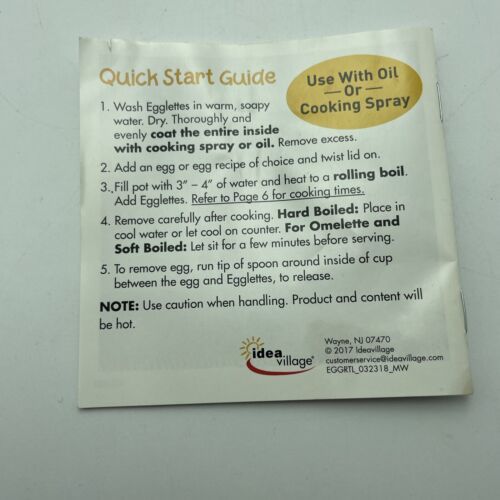 Quick Start Guide
Use With Oil
— Or —
Cooking Spray
1. Wash Egglettes in warm, soapy
water. Dry. Thoroughly and
evenly coat the entire inside
with cooking spray or oil. Remove excess.
2. Add an egg or egg recipe of choice and twist lid on.
3. Fill pot with 3” – 4” of water and heat to a rolling boil.
Add Egglettes. Refer to Page 6 for cooking times.
4. Remove carefully after cooking. Hard Boiled: Place in
cool water or let cool on counter. For Omelette and
Soft Boiled: Let sit for a few minutes before serving.
5. To remove egg, run tip of spoon around inside of cup
between the egg and Egglettes, to release.
NOTE: Use caution when handling. Product and content will
be hot.
idea
village®
Wayne, NJ 07470
© 2017 Ideavillage
customerservice@ideavillage.com
EGGRTL_032318_MW